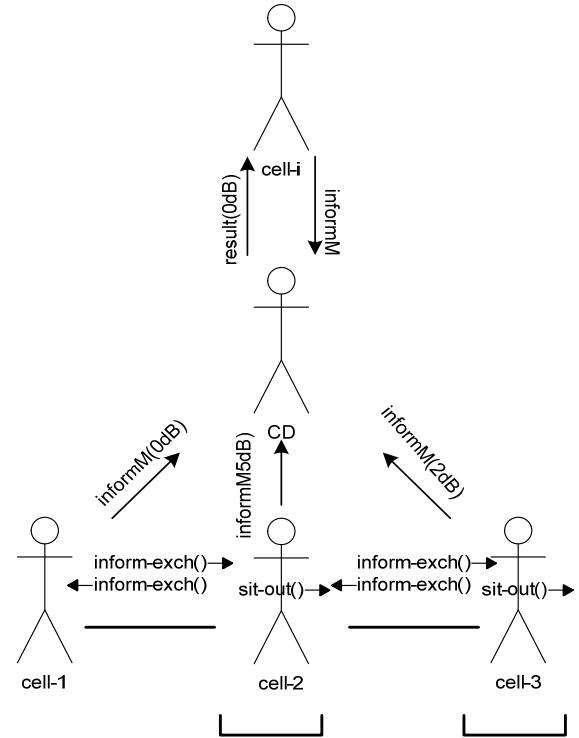 cell-i
result(0dB)
informM
CD
informM(0dB)
informM5dB)
informM(2dB)
inform-exch()
inform-exch()
inform-exch()
inform-exch()
sit-out()
sit-out()
cell-1
cell-2
cell-3